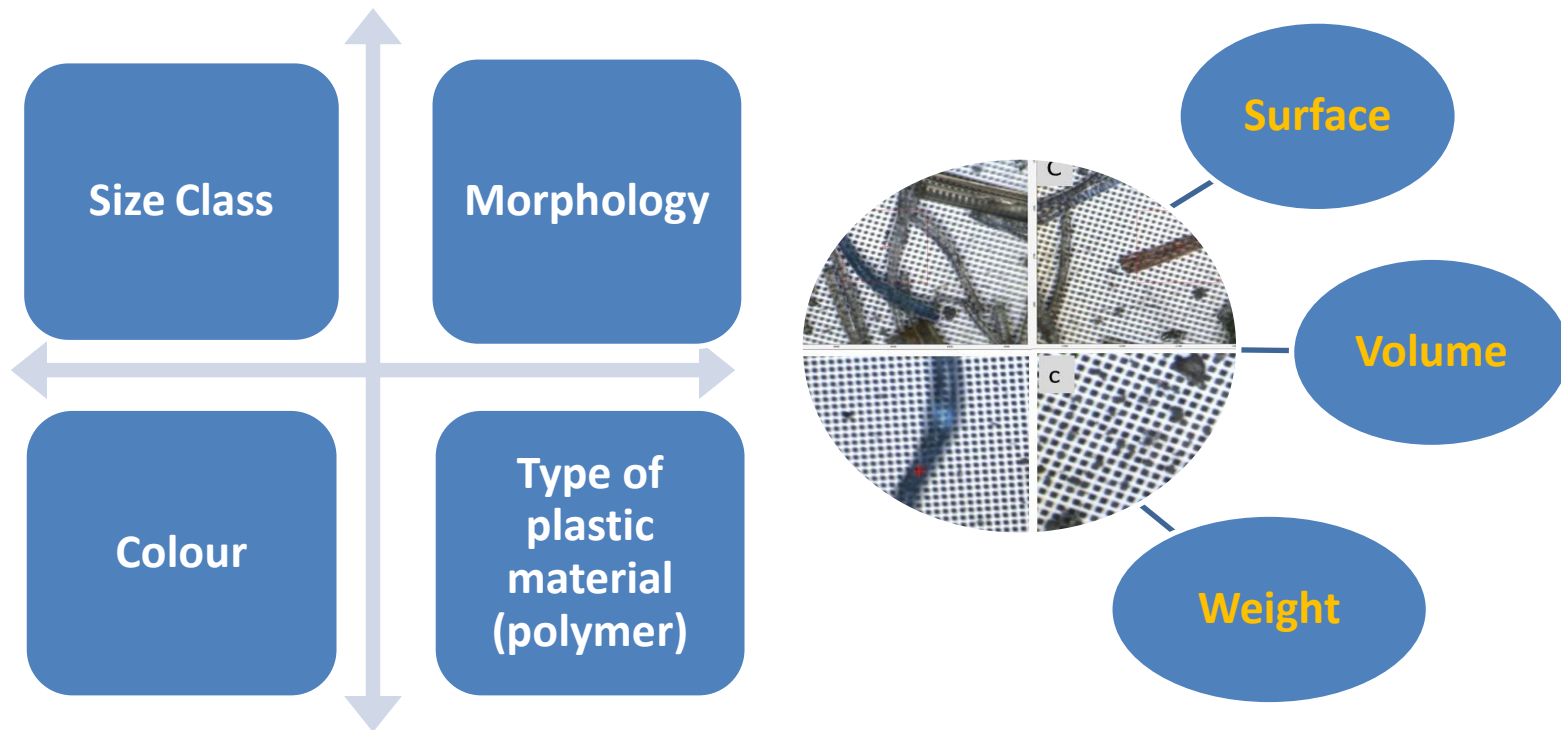 Size Class
Morphology
Colour
Type of
plastic
material
(polymer)
C
c
Surface
Volume
Weight